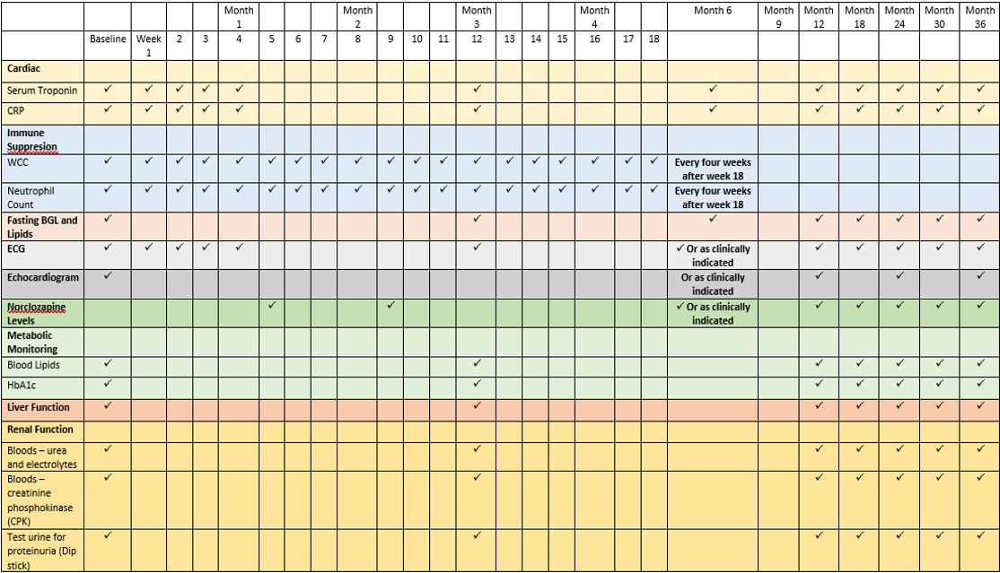 Month 1 Month 2 Month 3 Month 4 Month 6 Month 9 Month 12 Month 18 Month 24 Month 30 Month 36
Baseline Week 1 2 3 4 5 6 7 8 9 10 11 12 13 14 15 16 17 18
Cardiac
Serum Troponin ✓ ✓ ✓ ✓ ✓ ✓ ✓ ✓ ✓ ✓ ✓ ✓
CRP ✓ ✓ ✓ ✓ ✓ ✓ ✓ ✓ ✓ ✓ ✓ ✓
Immune
Suppresion
WCC ✓ ✓ ✓ ✓ ✓ ✓ ✓ ✓ ✓ ✓ ✓ ✓ ✓ ✓ ✓ ✓ ✓ ✓ ✓ Every four weeks
after week 18
Neutrophil ✓ ✓ ✓ ✓ ✓ ✓ ✓ ✓ ✓ ✓ ✓ ✓ ✓ ✓ ✓ ✓ ✓ ✓ ✓ Every four weeks
Count after week 18
Fasting BGL and ✓ ✓ ✓ ✓ ✓ ✓ ✓ ✓
Lipids
ECG ✓ ✓ ✓ ✓ ✓ ✓ ✓ Or as clinically ✓ ✓ ✓ ✓ ✓
indicated
Echocardiogram ✓ Or as clinically ✓ ✓ ✓
indicated
Norclozapine ✓ ✓ ✓ Or as clinically ✓ ✓ ✓ ✓ ✓
Levels indicated
Metabolic
Monitoring
Blood Lipids ✓ ✓ ✓ ✓ ✓ ✓ ✓
HbA1c ✓ ✓ ✓ ✓ ✓ ✓ ✓
Liver Function ✓ ✓ ✓ ✓ ✓ ✓ ✓
Renal Function
Bloods – urea ✓ ✓ ✓ ✓ ✓ ✓ ✓
and electrolytes
Bloods – ✓ ✓ ✓ ✓ ✓ ✓ ✓
creatinine
phosphokinase
(CPK)
Test urine for ✓ ✓ ✓ ✓ ✓ ✓ ✓
proteinuria (Dip
stick)